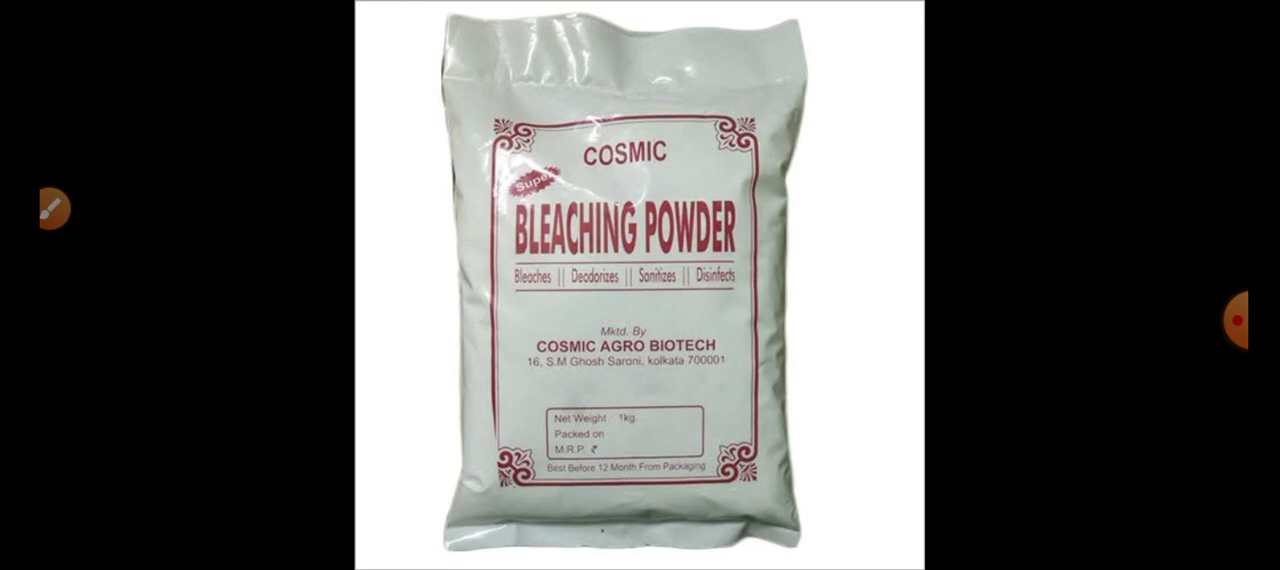 COSMIC
Super
BLEACHING POWDER
Bleaches || Deodorizes || Sanitizes || Disinfects
Mktd. By
COSMIC AGRO BIOTECH
16, S.M Ghosh Sarani, kolkata 700001
Net Weight : 1kg.
Packed on
M.R.P. ₹
Best Before 12 Month From Packaging